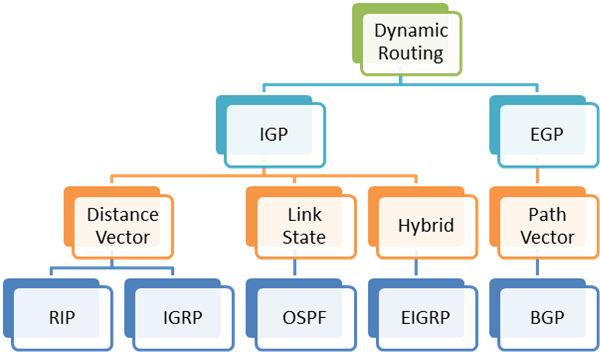 Dynamic
Routing
IGP
EGP
Distance
Vector
Link
State
Hybrid
Path
Vector
RIP
IGRP
OSPF
EIGRP
BGP